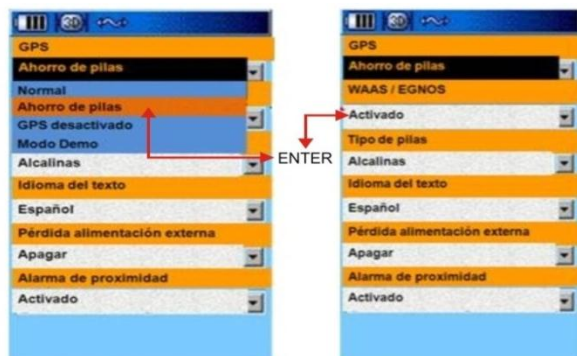 3D
GPS
Ahorro de pilas
Normal
Ahorro de pilas
GPS desactivado
Modo Demo
Alcalinas
Idioma del texto
Español
Pérdida alimentación externa
Apagar
Alarma de proximidad
Activado
ENTER
3D
GPS
Ahorro de pilas
WAAS / EGNOS
Activado
Tipo de pilas
Alcalinas
Idioma del texto
Español
Pérdida alimentación externa
Apagar
Alarma de proximidad
Activado